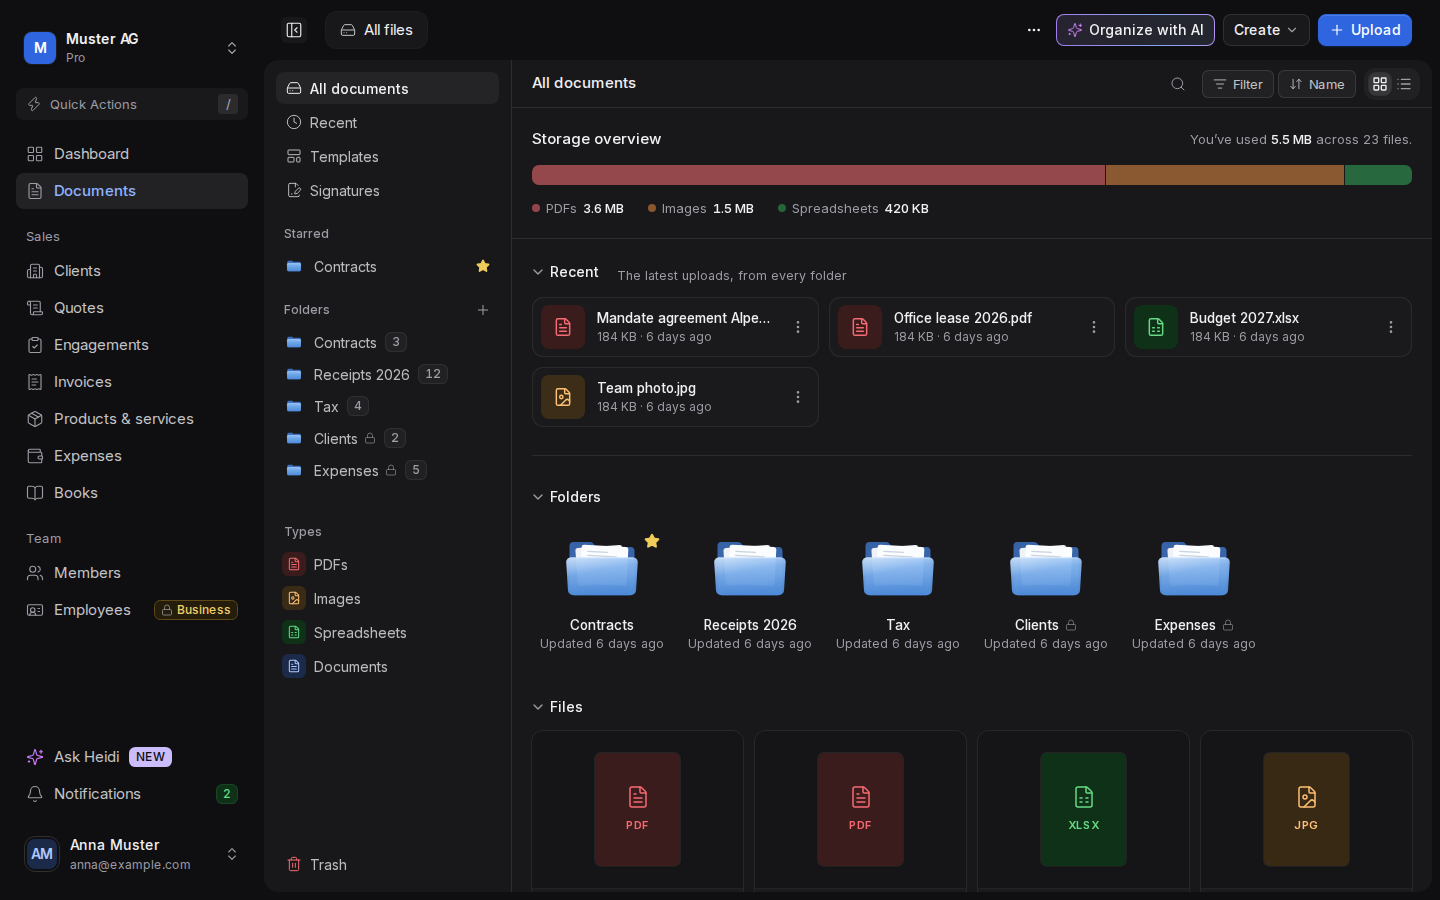 Muster AG
Pro
Quick Actions /
Dashboard
Documents
Sales
Clients
Quotes
Engagements
Invoices
Products & services
Expenses
Books
Team
Members
Employees Business
Ask Heidi NEW
Notifications 2
AM Anna Muster
anna@example.com
M
All files
Organize with AI
Create
Upload
All documents
Recent
Templates
Signatures
Starred
Contracts
Folders
Contracts 3
Receipts 2026 12
Tax 4
Clients 2
Expenses 5
Types
PDFs
Images
Spreadsheets
Documents
Trash
All documents
Filter
Name
Storage overview
You've used 5.5 MB across 23 files.
PDFs 3.6 MB Images 1.5 MB Spreadsheets 420 KB
Recent The latest uploads, from every folder
Mandate agreement Alpe...
184 KB · 6 days ago
Office lease 2026.pdf
184 KB · 6 days ago
Budget 2027.xlsx
184 KB · 6 days ago
Team photo.jpg
184 KB · 6 days ago
Folders
Contracts
Updated 6 days ago
Receipts 2026
Updated 6 days ago
Tax
Updated 6 days ago
Clients
Updated 6 days ago
Expenses
Updated 6 days ago
Files
PDF
PDF
XLSX
JPG